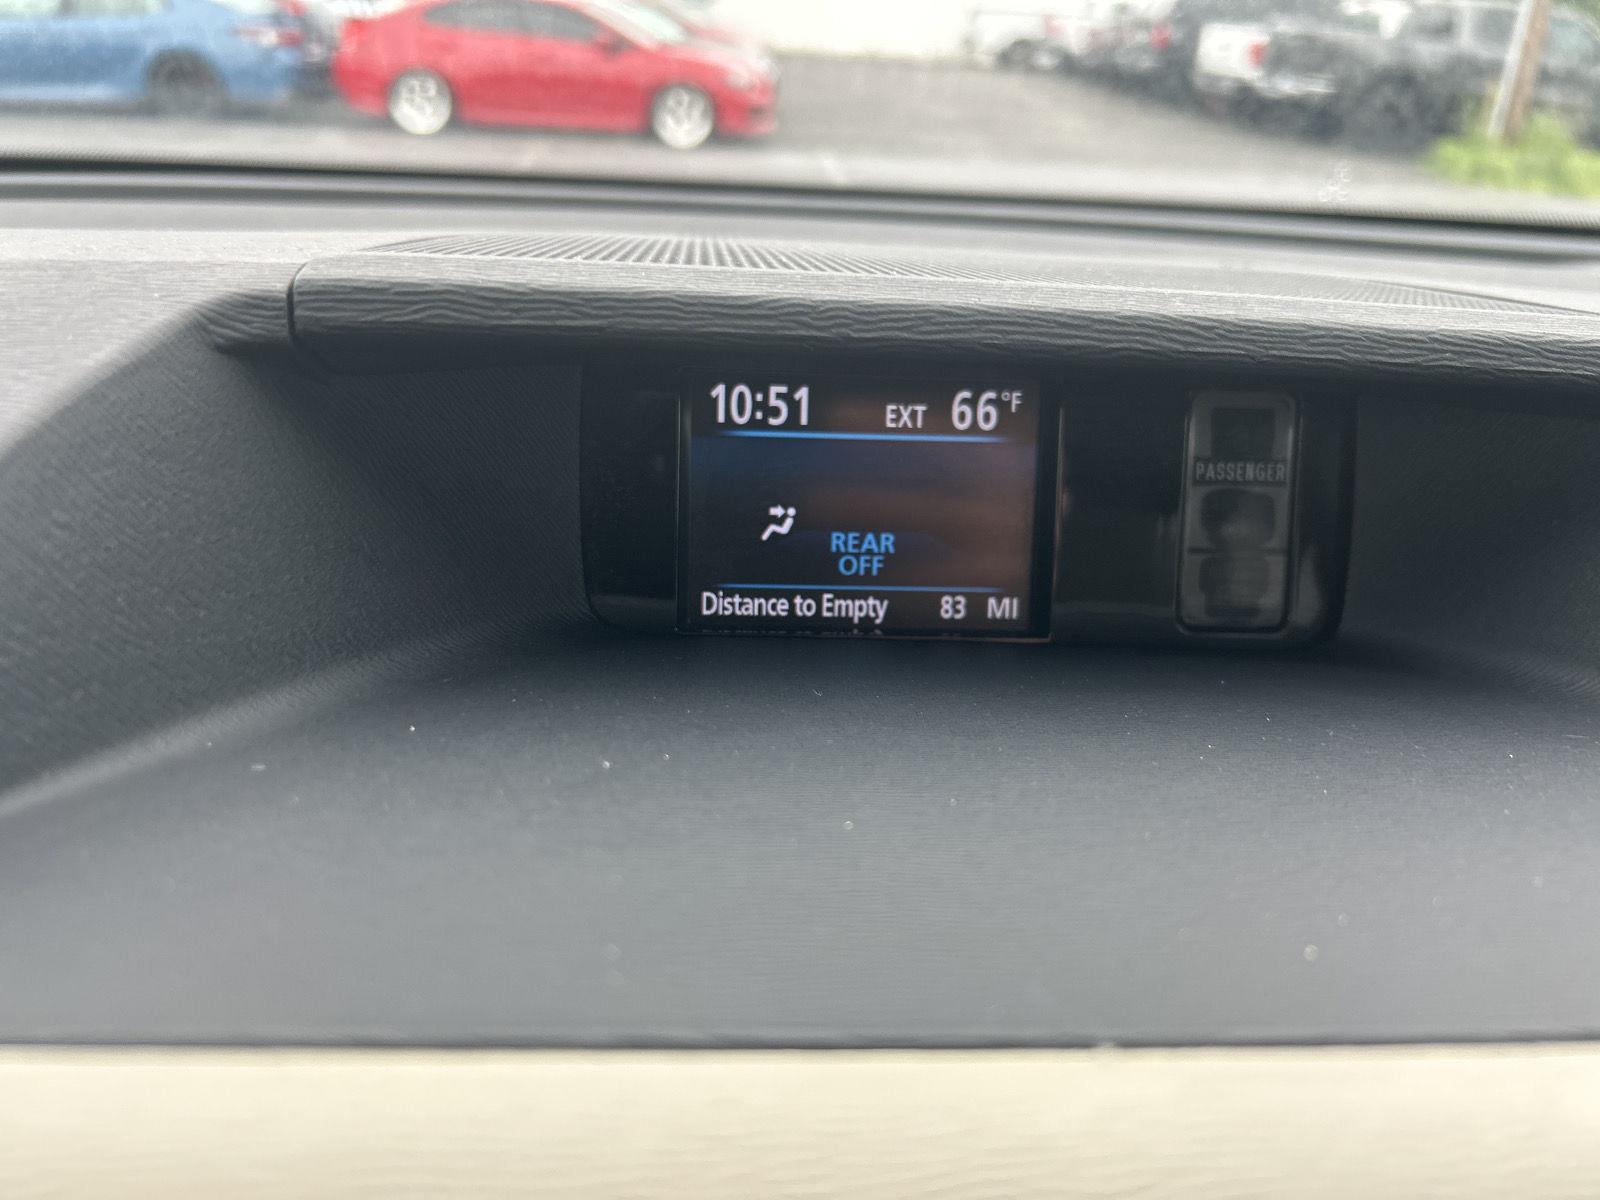 10:51 EXT 66°F
PASSENGER
REAR
OFF
Distance to Empty 83 MI